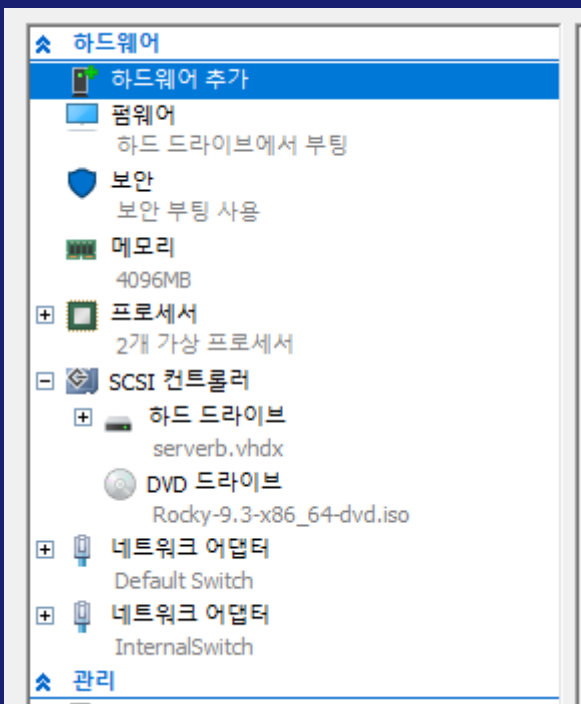 하드웨어
하드웨어 추가
펌웨어
하드 드라이브에서 부팅
보안
보안 부팅 사용
메모리
4096MB
프로세서
2개 가상 프로세서
SCSI 컨트롤러
하드 드라이브
serverb.vhdx
DVD 드라이브
Rocky-9.3-x86_64-dvd.iso
네트워크 어댑터
Default Switch
네트워크 어댑터
InternalSwitch
관리